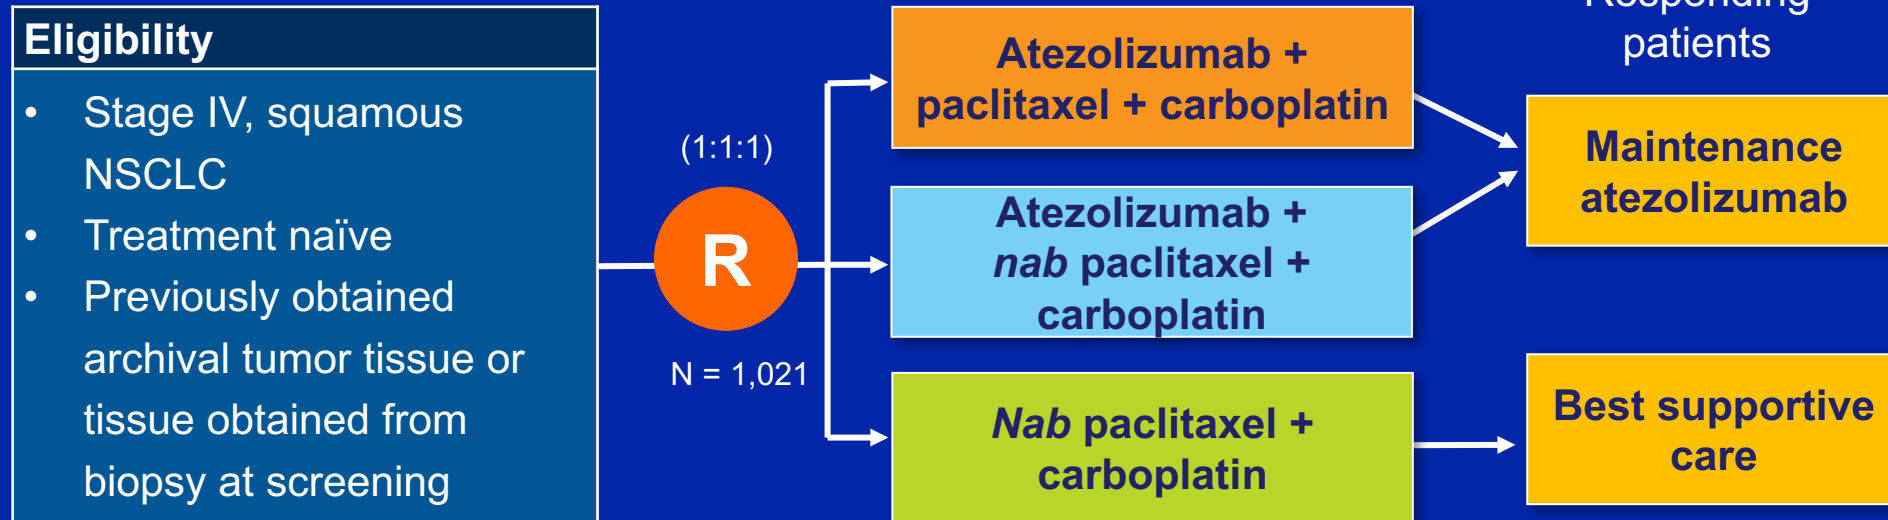 Eligibility
• Stage IV, squamous
NSCLC
• Treatment naïve
• Previously obtained
archival tumor tissue or
tissue obtained from
biopsy at screening
(1:1:1)
R
N = 1,021
Atezolizumab +
paclitaxel + carboplatin
Atezolizumab +
nab paclitaxel +
carboplatin
Nab paclitaxel +
carboplatin
Responding
patients
Maintenance
atezolizumab
Best supportive
care